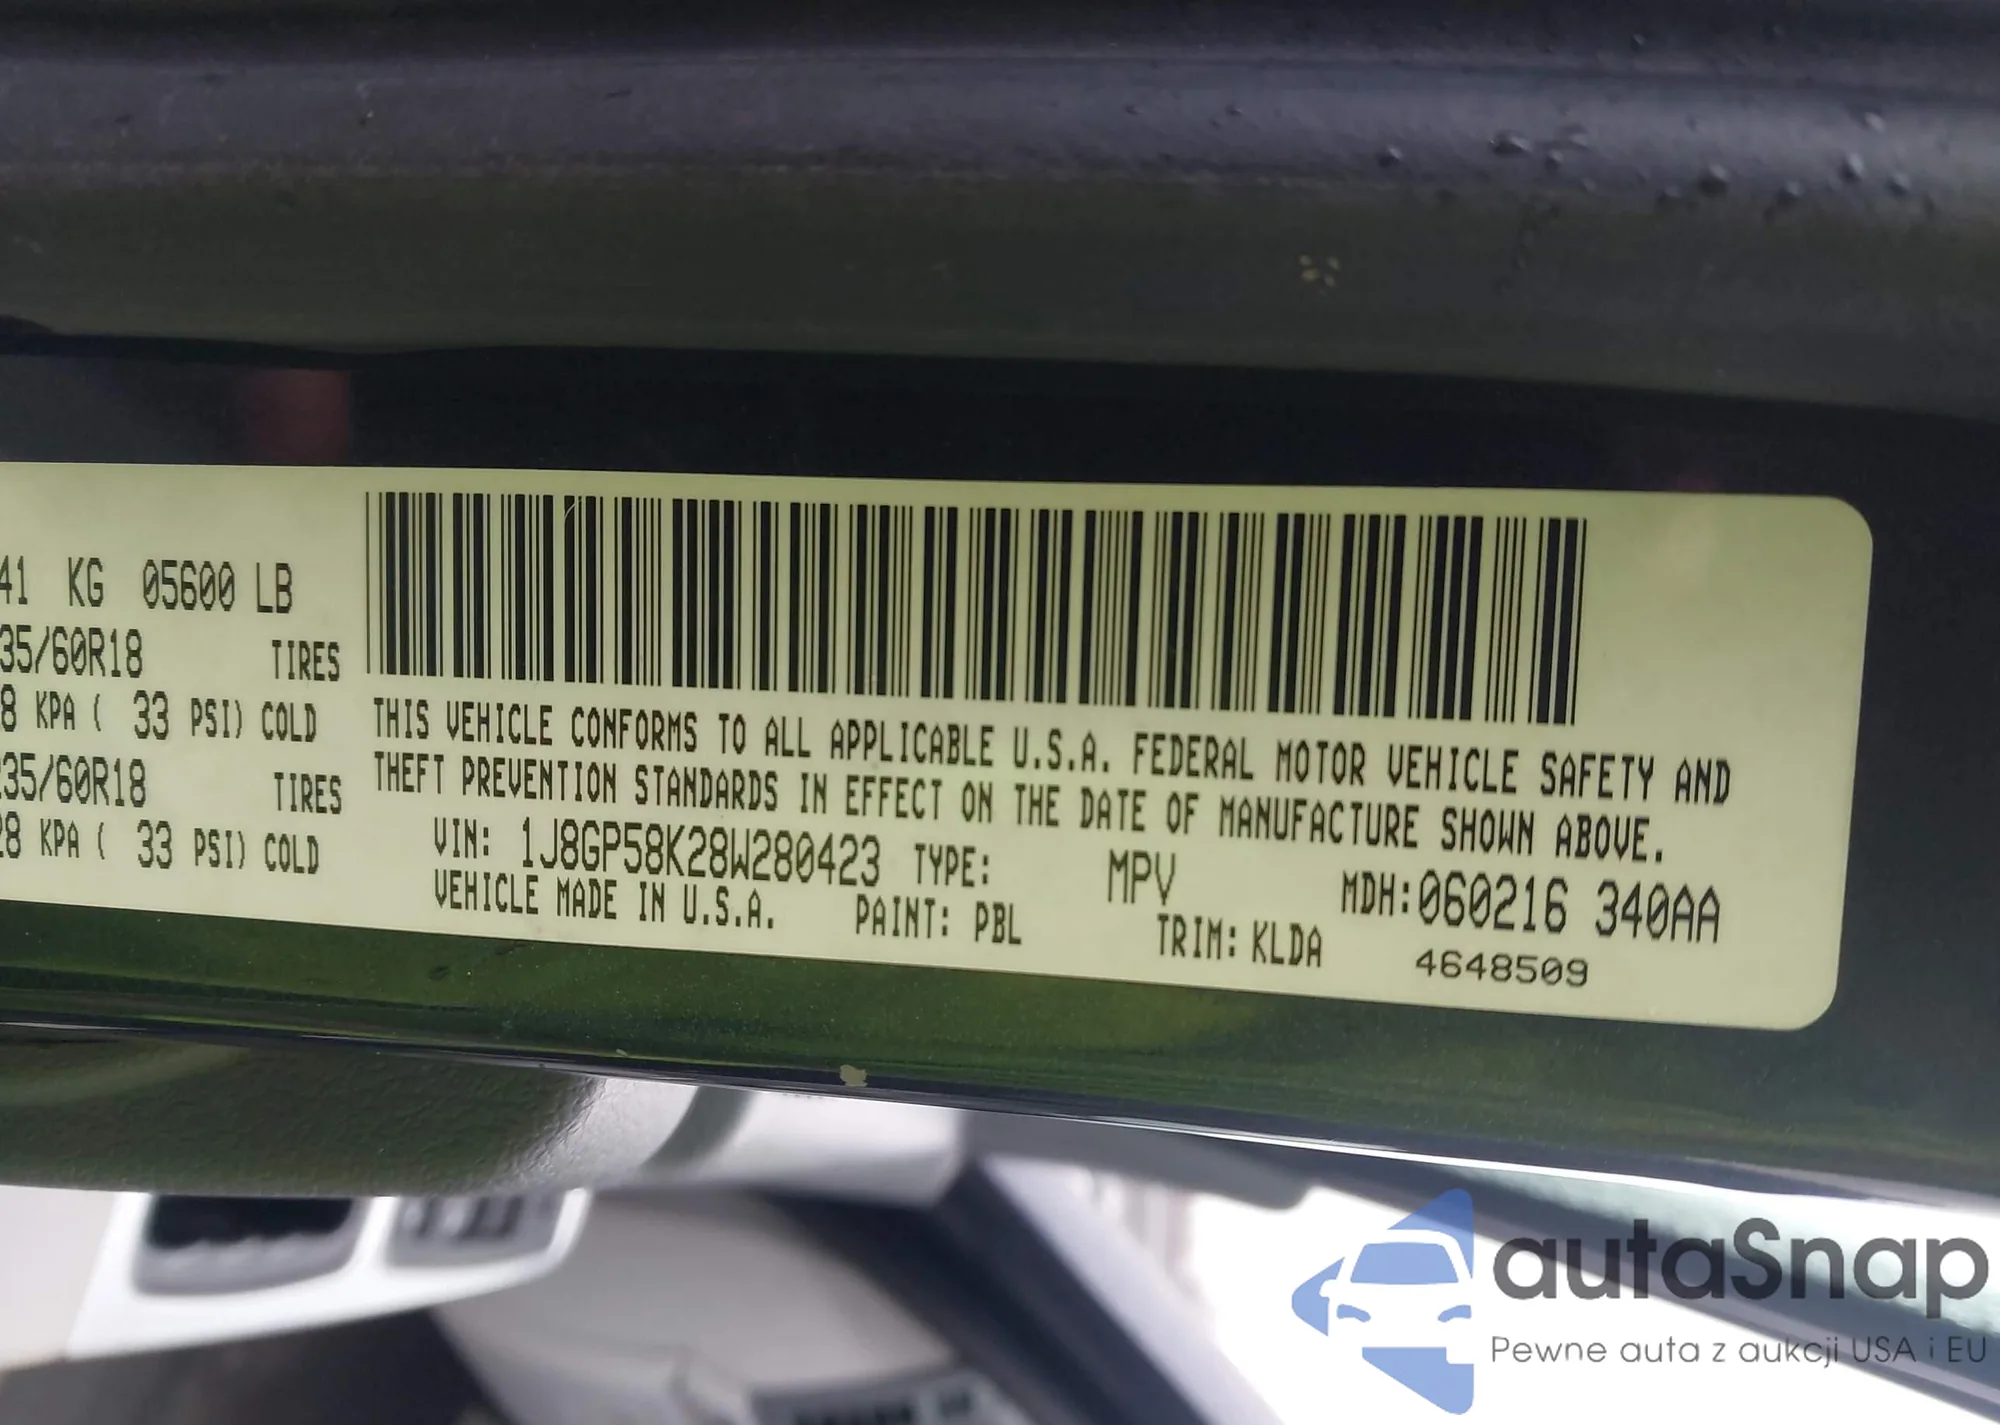 41 KG 05600 LB
35/60R18 TIRES
8 KPA ( 33 PSI) COLD
235/60R18 TIRES
28 KPA ( 33 PSI) COLD
THIS VEHICLE CONFORMS TO ALL APPLICABLE U.S.A. FEDERAL MOTOR VEHICLE SAFETY AND
THEFT PREVENTION STANDARDS IN EFFECT ON THE DATE OF MANUFACTURE SHOWN ABOVE.
VIN: 1J8GP58K28W280423 TYPE: MPV MDH:060216 340AA
VEHICLE MADE IN U.S.A. PAINT: PBL TRIM: KLDA 4648509
autaSnap
Pewne auta z aukcji USA i EU